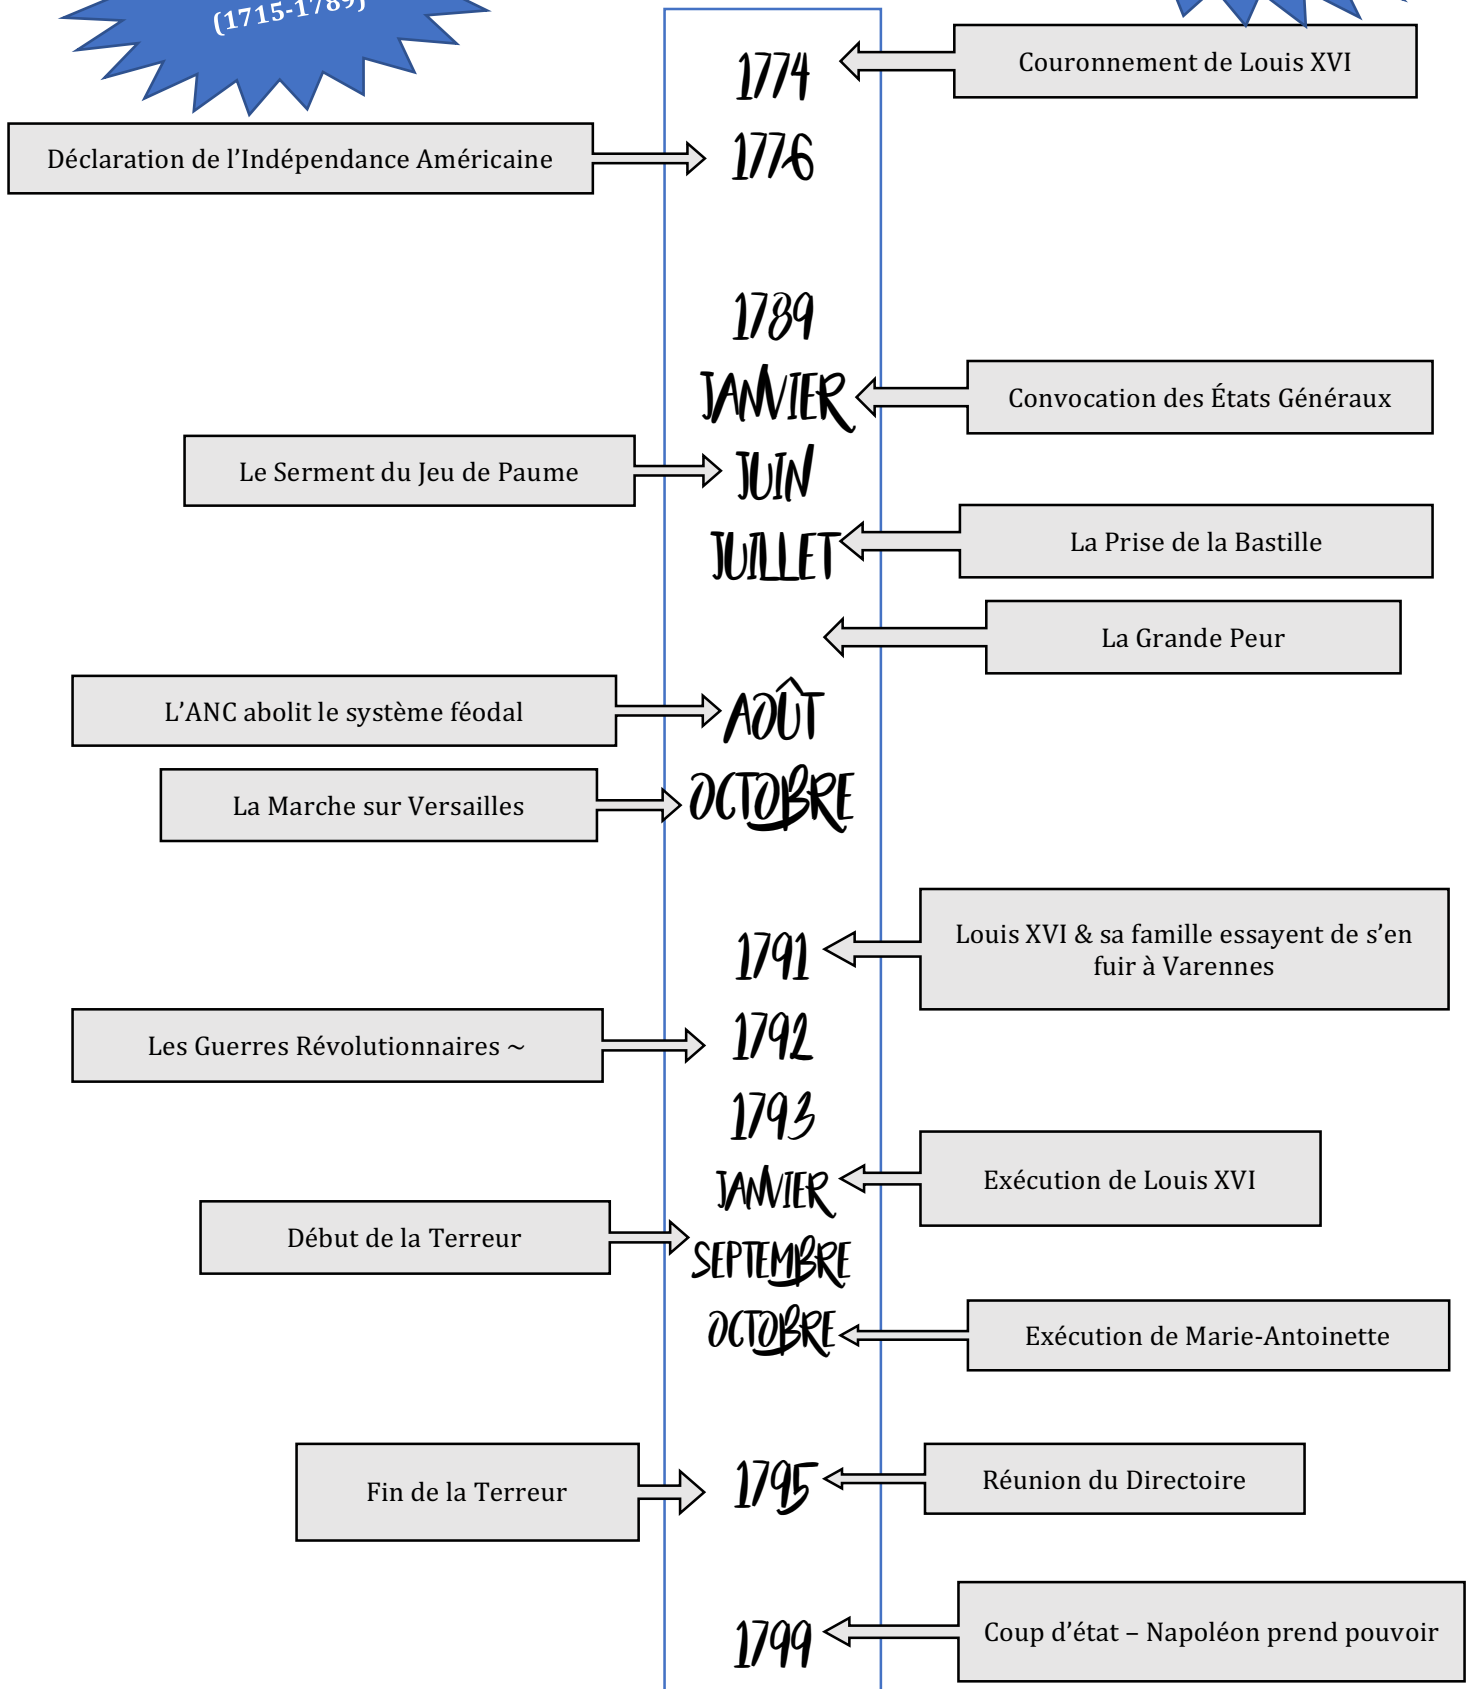 (1715-1789)
1774
Couronnement de Louis XVI
Déclaration de l’Indépendance Américaine
1776
1789
JANVIER
Convocation des États Généraux
Le Serment du Jeu de Paume
JUIN
JUILLET
La Prise de la Bastille
La Grande Peur
L’ANC abolit le système féodal
AOÛT
La Marche sur Versailles
OCTOBRE
1791
Louis XVI & sa famille essayent de s’en
fuir à Varennes
Les Guerres Révolutionnaires ~
1792
1793
JANVIER
Exécution de Louis XVI
Début de la Terreur
SEPTEMBRE
OCTOBRE
Exécution de Marie-Antoinette
Fin de la Terreur
1795
Réunion du Directoire
1799
Coup d’état – Napoléon prend pouvoir